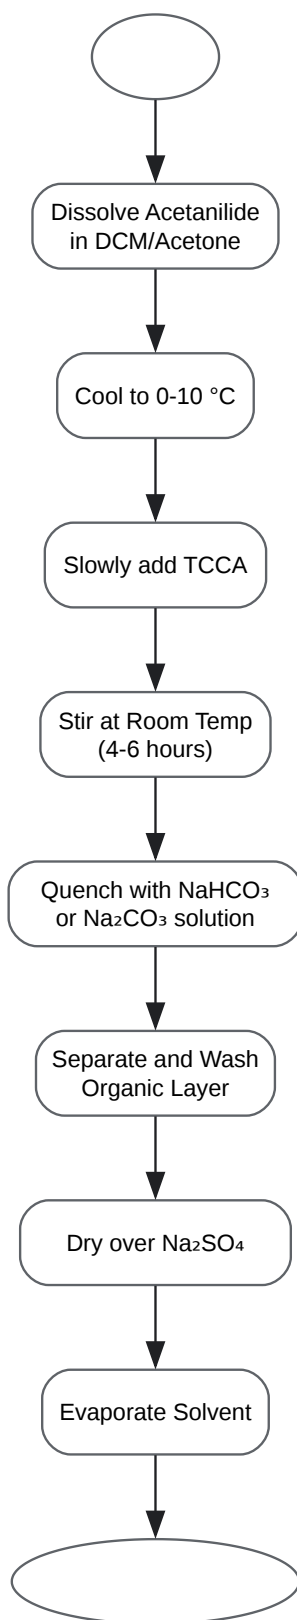 Dissolve Acetanilide
in DCM/Acetone
Cool to 0-10 °C
Slowly add TCCA
Stir at Room Temp
(4-6 hours)
Quench with NaHCO₃
or Na₂CO₃ solution
Separate and Wash
Organic Layer
Dry over Na₂SO₄
Evaporate Solvent